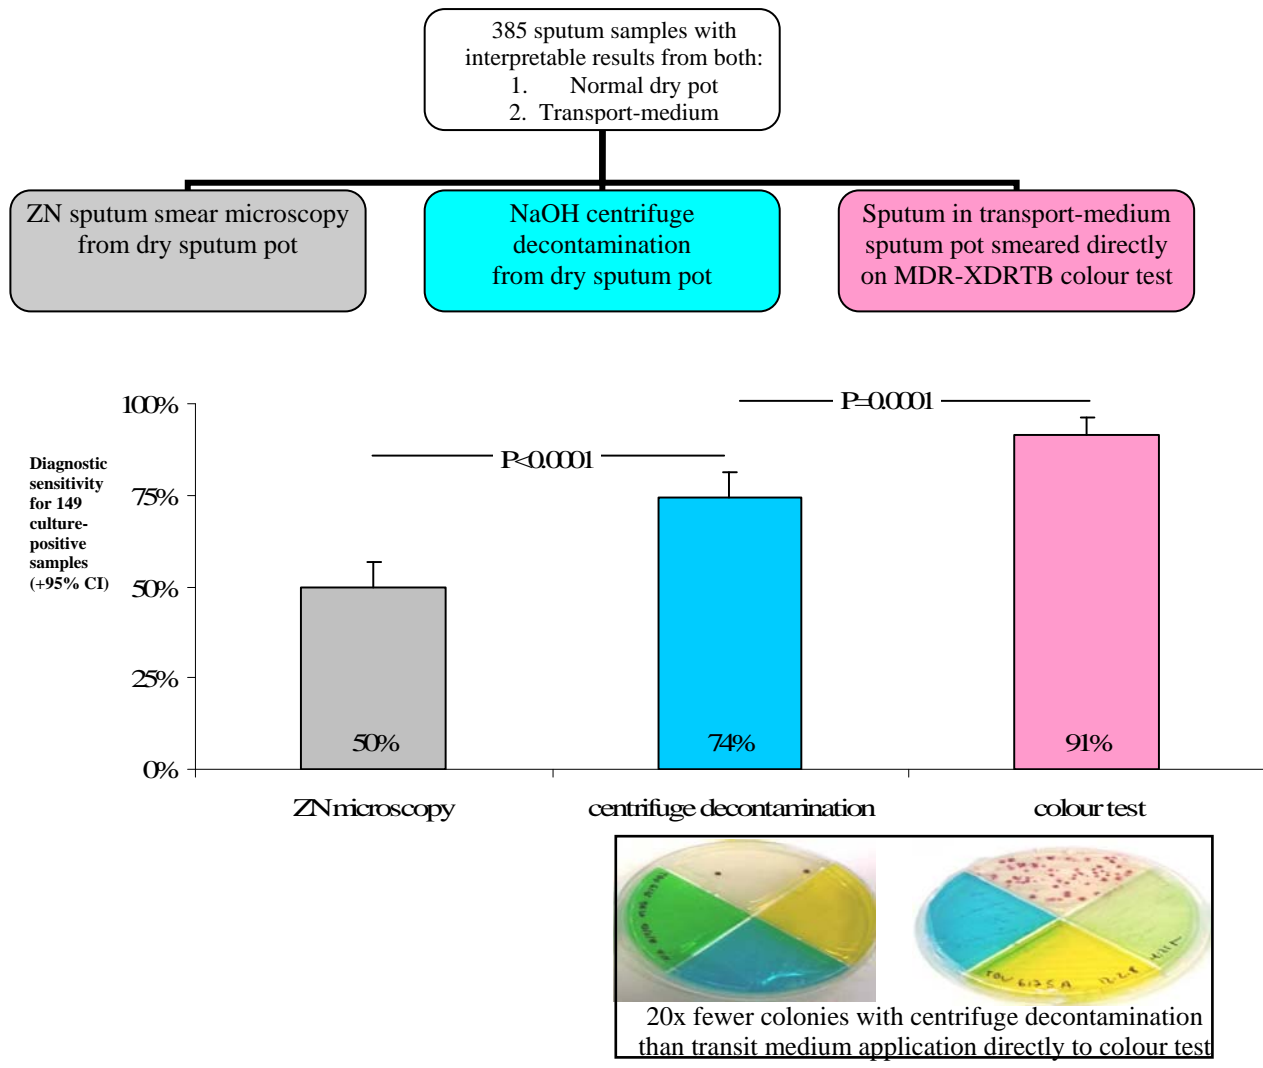 385 sputum samples with
interpretable results from both:
1. Normal dry pot
2. Transport-medium
ZN sputum smear microscopy
from dry sputum pot
NaOH centrifuge
decontamination
from dry sputum pot
Sputum in transport-medium
sputum pot smeared directly
on MDR-XDRTB colour test
Diagnostic
sensitivity
for 149
culture-
positive
samples
(+95% CI)
100%
75%
50%
25%
0%
P<0.0001
P=0.0001
50%
74%
91%
ZN microscopy
centrifuge decontamination
colour test
20x fewer colonies with centrifuge decontamination
than transit medium application directly to colour test